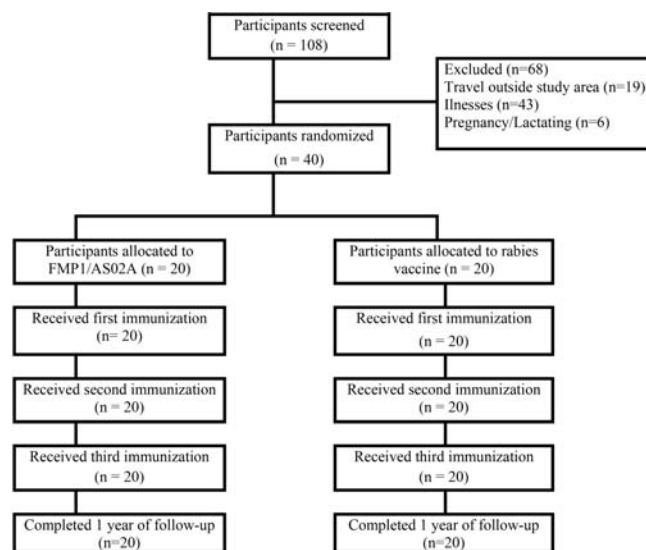 Participants screened
(n = 108)
Excluded (n=68)
Travel outside study area (n=19)
Ilnesses (n=43)
Pregnancy/Lactating (n=6)
Participants randomized
(n = 40)
Participants allocated to
FMP1/AS02A (n = 20)
Participants allocated to rabies
vaccine (n = 20)
Received first immunization
(n= 20)
Received first immunization
(n = 20)
Received second immunization
(n = 20)
Received second immunization
(n = 20)
Received third immunization
(n = 20)
Received third immunization
(n = 20)
Completed 1 year of follow-up
(n=20)
Completed 1 year of follow-up
(n=20)